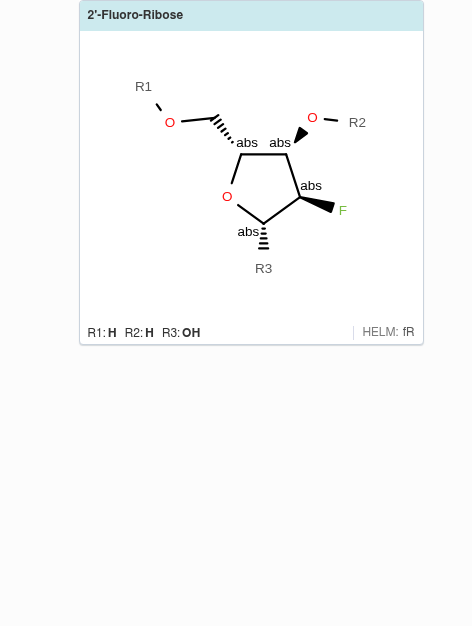 2'-Fluoro-Ribose
R1
O
O
R2
abs
abs
abs
O
F
abs
R3
R1: H R2: H R3: OH
HELM: fR